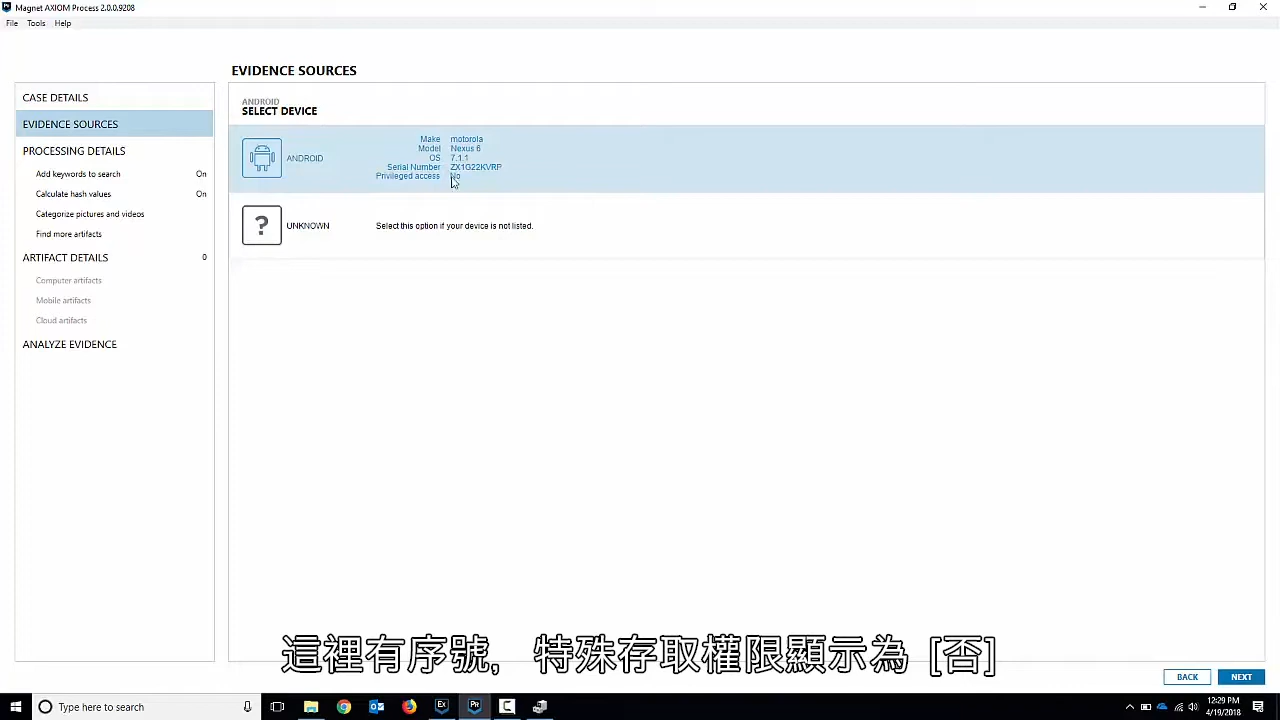 Magnet AXIOM Process 2.0.0.9208
File Tools Help
EVIDENCE SOURCES
CASE DETAILS
EVIDENCE SOURCES
PROCESSING DETAILS
Add keywords to search On
Calculate hash values On
Categorize pictures and videos
Find more artifacts
ARTIFACT DETAILS 0
Computer artifacts
Mobile artifacts
Cloud artifacts
ANALYZE EVIDENCE
ANDROID
SELECT DEVICE
ANDROID
Make motorola
Model Nexus 6
OS 7.1.1
Serial Number ZX1G22KVRP
Privileged access No
?
UNKNOWN Select this option if your device is not listed.
這裡有序號, 特殊存取權限顯示為 [否]
BACK NEXT
Type here to search
EX
PR
12:29 PM
4/19/2018